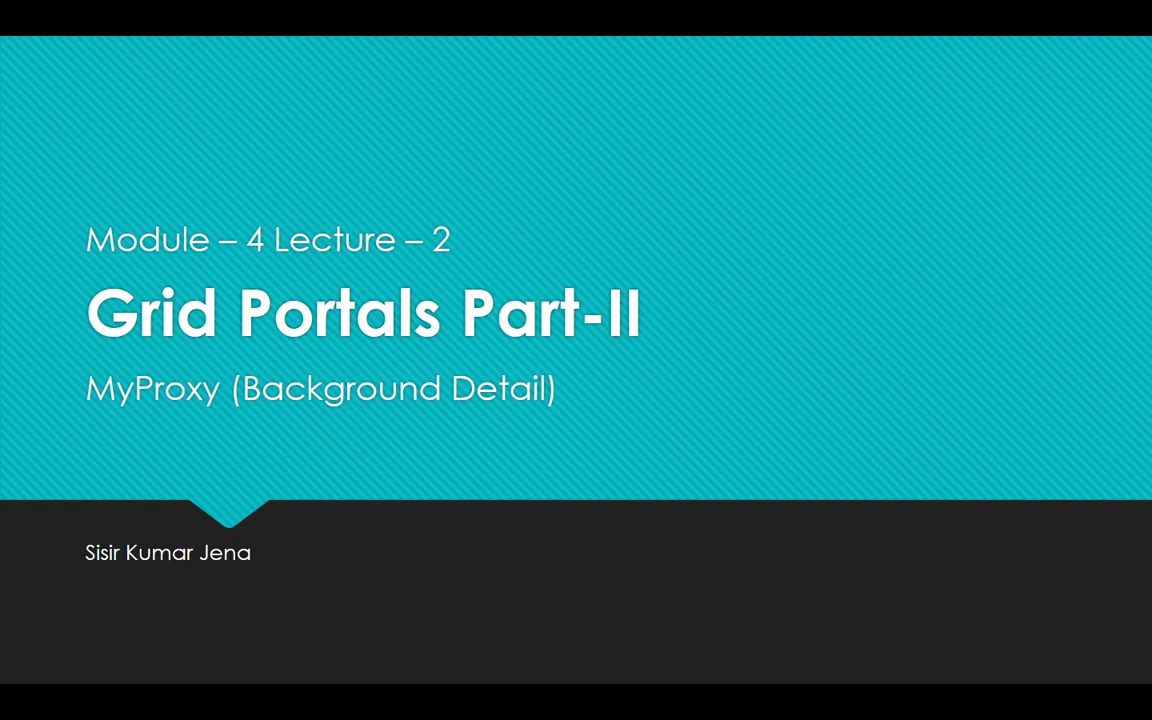 Module – 4 Lecture – 2
Grid Portals Part-II
MyProxy (Background Detail)
Sisir Kumar Jena